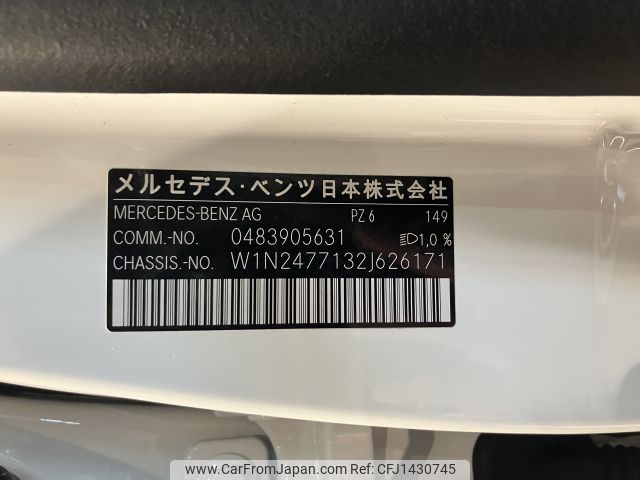 メルセデス・ベンツ日本株式会社
MERCEDES-BENZ AG PZ 6 149
COMM.-NO. 0483905631 1,0 %
CHASSIS.-NO. W1N2477132J626171
www.CarFromJapan.com Ref: CFJ1430745